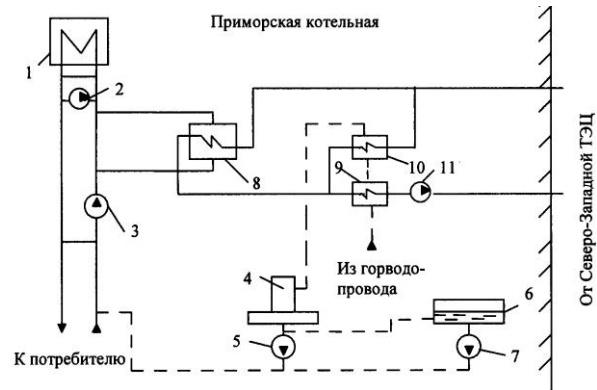 Приморская котельная
1
2
3
8
9
10
11
От Северо-Западной ТЭЦ
Из горводо-
провода
4
5
6
7
К потребителю